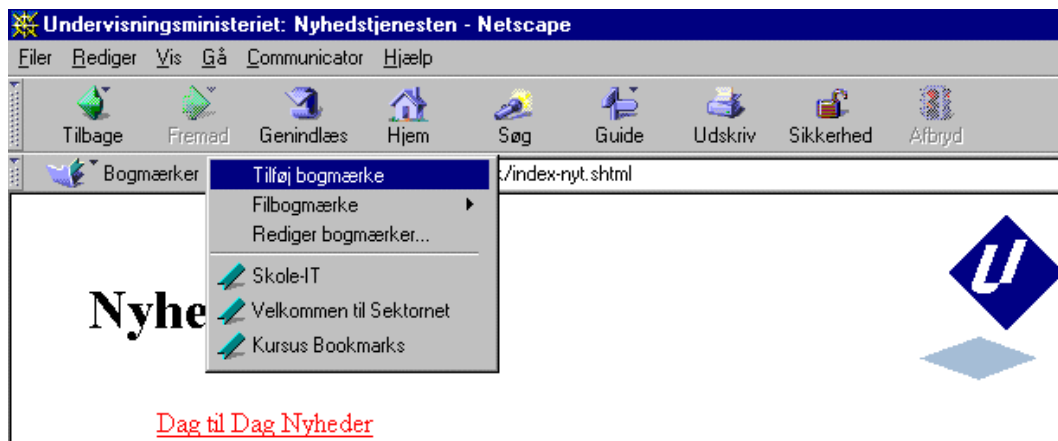 Undervisningsministeriet: Nyhedstjenesten - Netscape
Filer Rediger Vis Gå Communicator Hjælp
Tilbage Fremad Genindlæs Hjem Søg Guide Udskriv Sikkerhed Afbryd
Bogmærker /index-nyt.shtml
Tilføj bogmærke
Filbogmærke
Rediger bogmærker...
Skole-IT
Velkommen til Sektornet
Kursus Bookmarks
Nyhe
U
Dag til Dag Nyheder